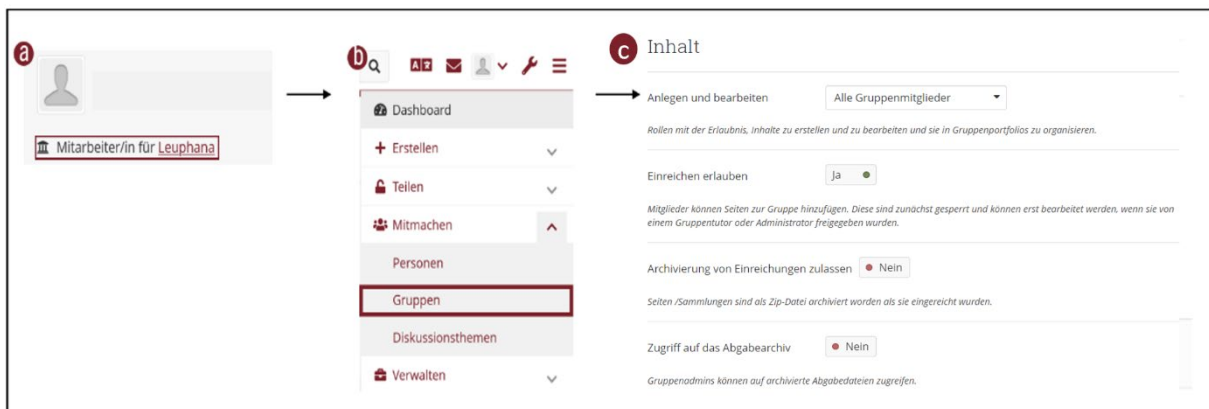 a
Mitarbeiter/in für Leuphana
b
Dashboard
Erstellen
Teilen
Mitmachen
Personen
Gruppen
Diskussionsthemen
Verwalten
c
Inhalt
Anlegen und bearbeiten Alle Gruppenmitglieder
Rollen mit der Erlaubnis, Inhalte zu erstellen und zu bearbeiten und sie in Gruppenportfolios zu organisieren.
Einreichen erlauben Ja
Mitglieder können Seiten zur Gruppe hinzufügen. Diese sind zunächst gesperrt und können erst bearbeitet werden, wenn sie von
einem Gruppentutor oder Administrator freigegeben wurden.
Archivierung von Einreichungen zulassen Nein
Seiten /Sammlungen sind als Zip-Datei archiviert worden als sie eingereicht wurden.
Zugriff auf das Abgabearchiv Nein
Gruppenadmins können auf archivierte Abgabedateien zugreifen.